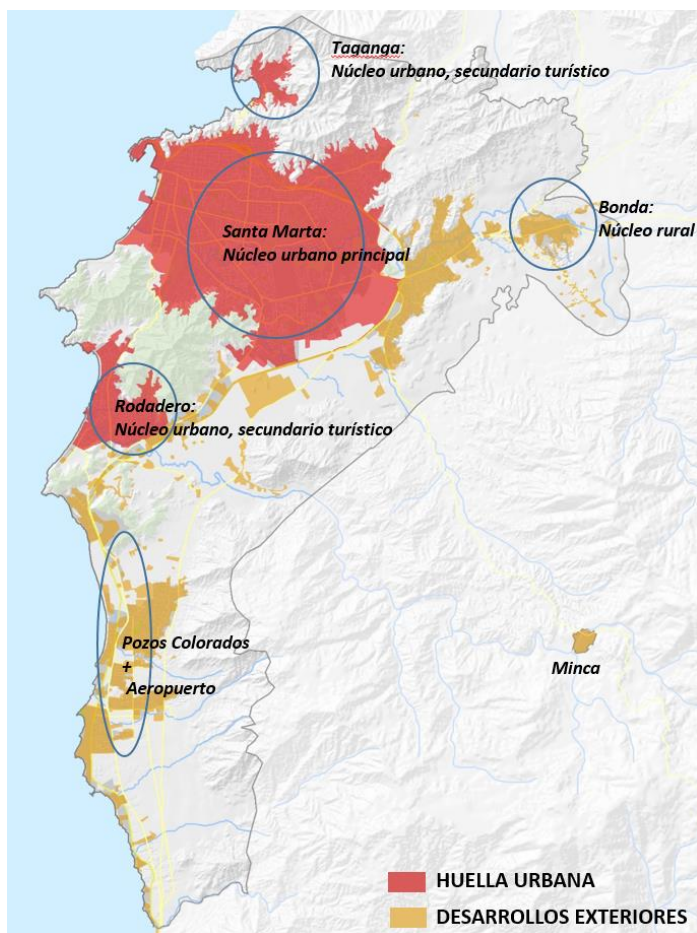 Taganga:
Núcleo urbano, secundario turístico
Bonda:
Núcleo rural
Santa Marta:
Núcleo urbano principal
Rodadero:
Núcleo urbano, secundario turístico
Pozos Colorados
+
Aeropuerto
Minca
HUELLA URBANA
DESARROLLOS EXTERIORES